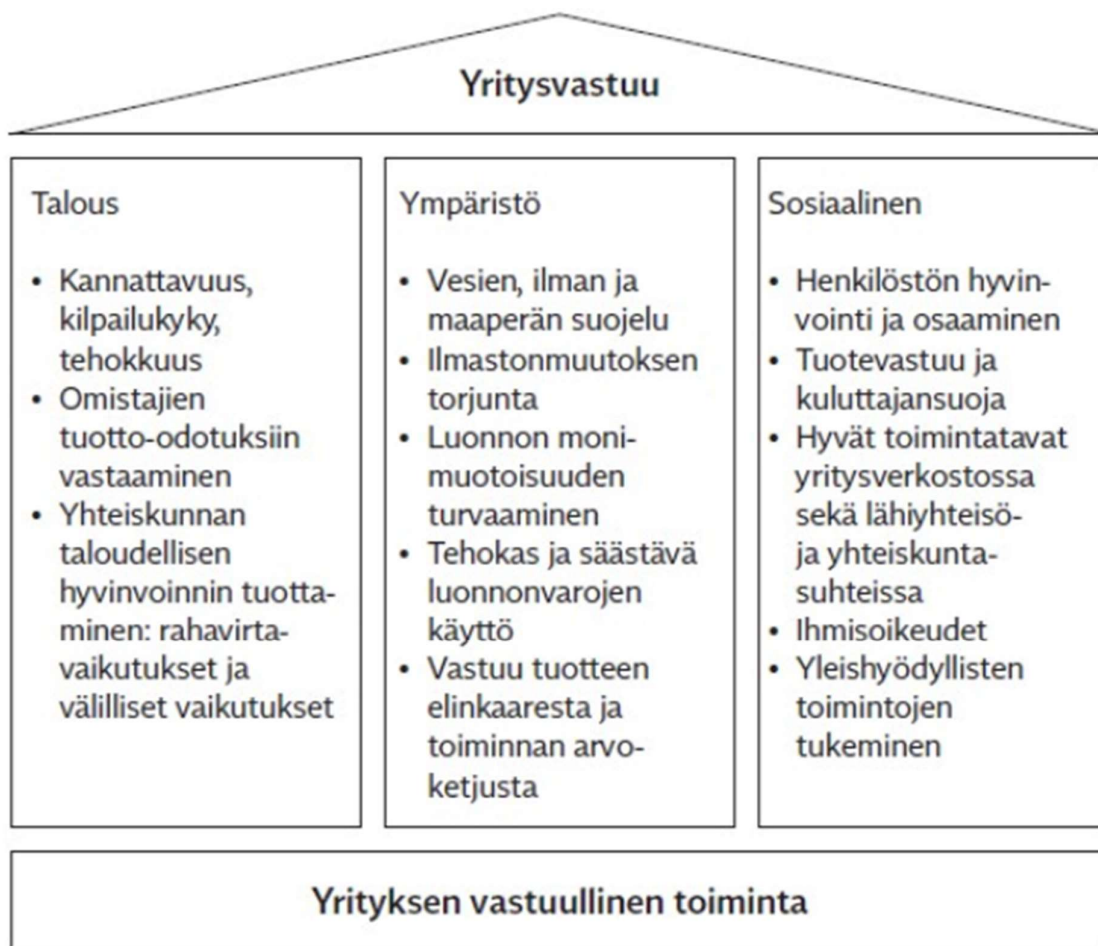 Yritysvastuu
Talous
• Kannattavuus,
kilpailukyky,
tehokkuus
• Omistajien
tuotto-odotuksiin
vastaaminen
• Yhteiskunnan
taloudellisen
hyvinvoinnin tuotta-
minen: rahavirta-
vaikutukset ja
välilliset vaikutukset
Ympäristö
• Vesien, ilman ja
maaperän suojelu
• Ilmastonmuutoksen
torjunta
• Luonnon moni-
muotoisuuden
turvaaminen
• Tehokas ja säästävä
luonnonvarojen
käyttö
• Vastuu tuotteen
elinkaaresta ja
toiminnan arvo-
ketjusta
Sosiaalinen
• Henkilöstön hyvin-
vointi ja osaaminen
• Tuotevastuu ja
kuluttajansuoja
• Hyvät toimintatavat
yritysverkostossa
sekä lähiyhteisö-
ja yhteiskunta-
suhteissa
• Ihmisoikeudet
• Yleishyödyllisten
toimintojen
tukeminen
Yrityksen vastuullinen toiminta